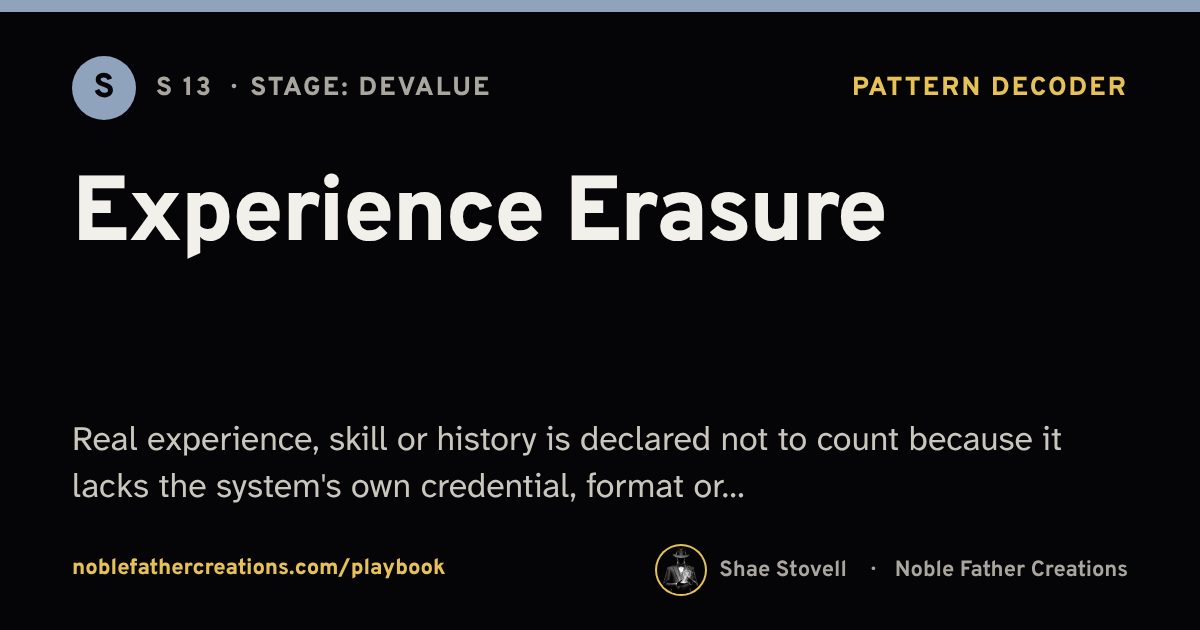 S
S 13 · STAGE: DEVALUE
PATTERN DECODER
Experience Erasure
Real experience, skill or history is declared not to count because it
lacks the system's own credential, format or...
noblefathercreations.com/playbook
Shae Stovell · Noble Father Creations